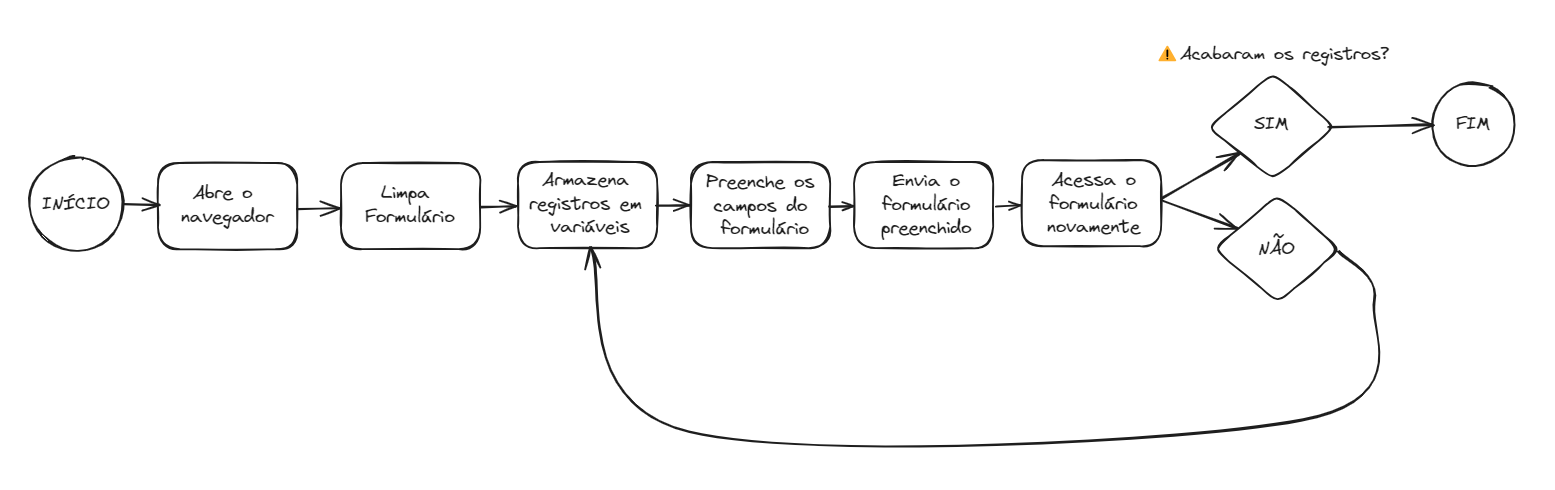 ⚠️ Acabaram os registros?
INÍCIO
Abre o
navegador
Limpa
Formulário
Armazena
registros em
variáveis
Preenche os
campos do
formulário
Envia o
formulário
preenchido
Acessa o
formulário
novamente
SIM
FIM
NÃO